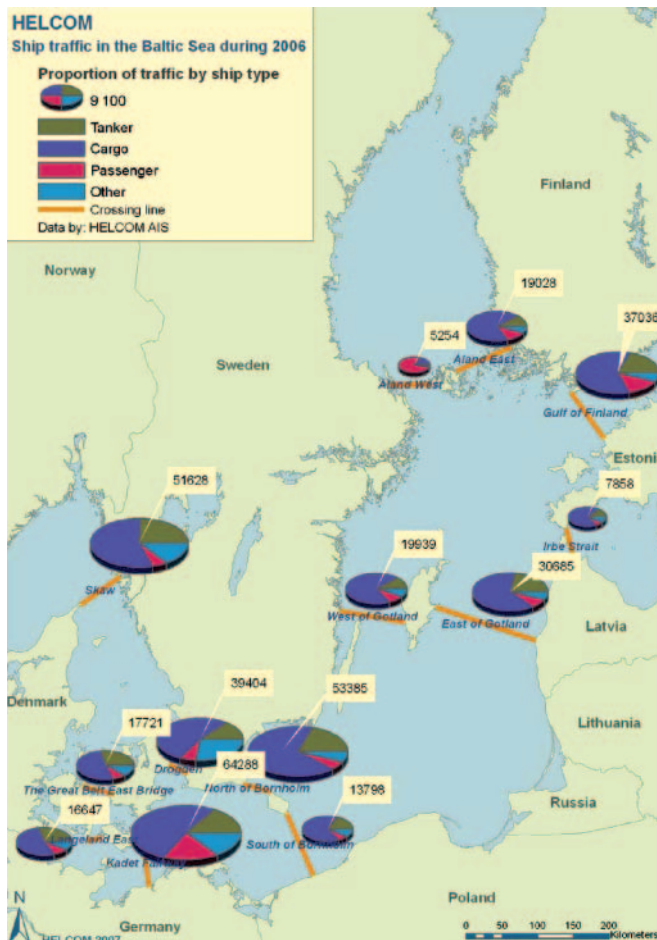 HELCOM
Ship traffic in the Baltic Sea during 2006
Proportion of traffic by ship type
9 100
Tanker
Cargo
Passenger
Other
Crossing line
Data by: HELCOM AIS
Finland
Norway
19028
37036
5254
Sweden
Aland East
Aland West
Gulf of Finland
Estoni
51628
7858
Irbe Strait
19939
30685
Skaw
West of Gotland
East of Gotland
Latvia
Denmark
39404
53385
Lithuania
17721
64288
Drogden
The Great Belt East Bridge
North of Bornholm
13798
Russia
16647
Langeland East
South of Bornholm
Kadet Fairway
N
Poland
Germany
0 50 100 150 200
Kilometers
HELCOM 2007